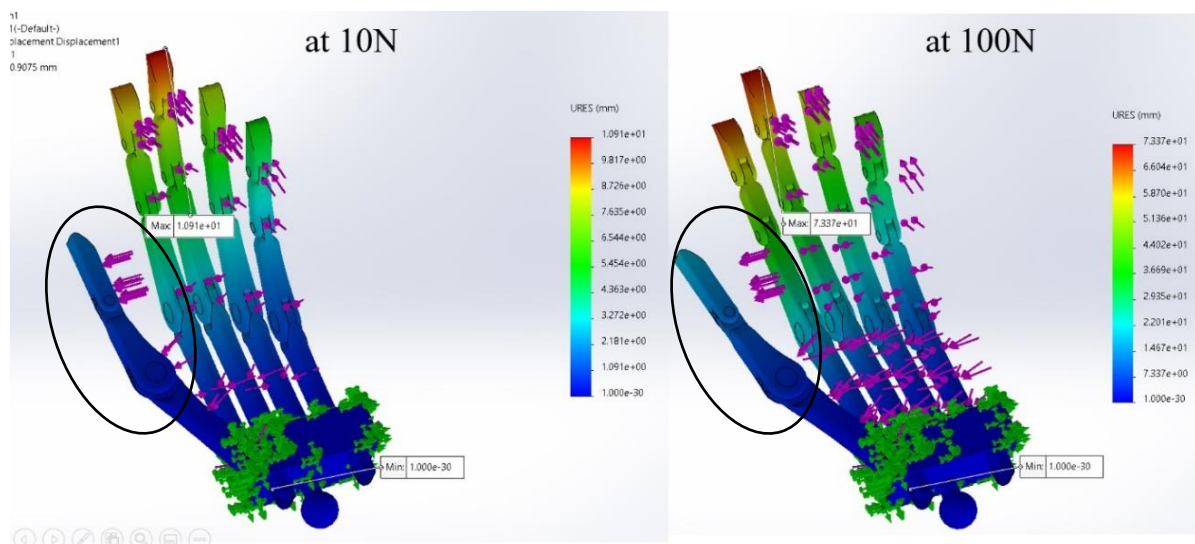 1(-Default-)
placement Displacement1
0.9075 mm
at 10N
URES (mm)
1.091e+01
9.817e+00
8.726e+00
7.635e+00
6.544e+00
5.454e+00
4.363e+00
3.272e+00
2.181e+00
1.091e+00
1.000e-30
Max: 1.091e+01
Min: 1.000e-30
at 100N
URES (mm)
7.337e+01
6.604e+01
5.870e+01
5.136e+01
4.402e+01
3.669e+01
2.935e+01
2.201e+01
1.467e+01
7.337e+00
1.000e-30
Max: 7.337e+01
Min: 1.000e-30